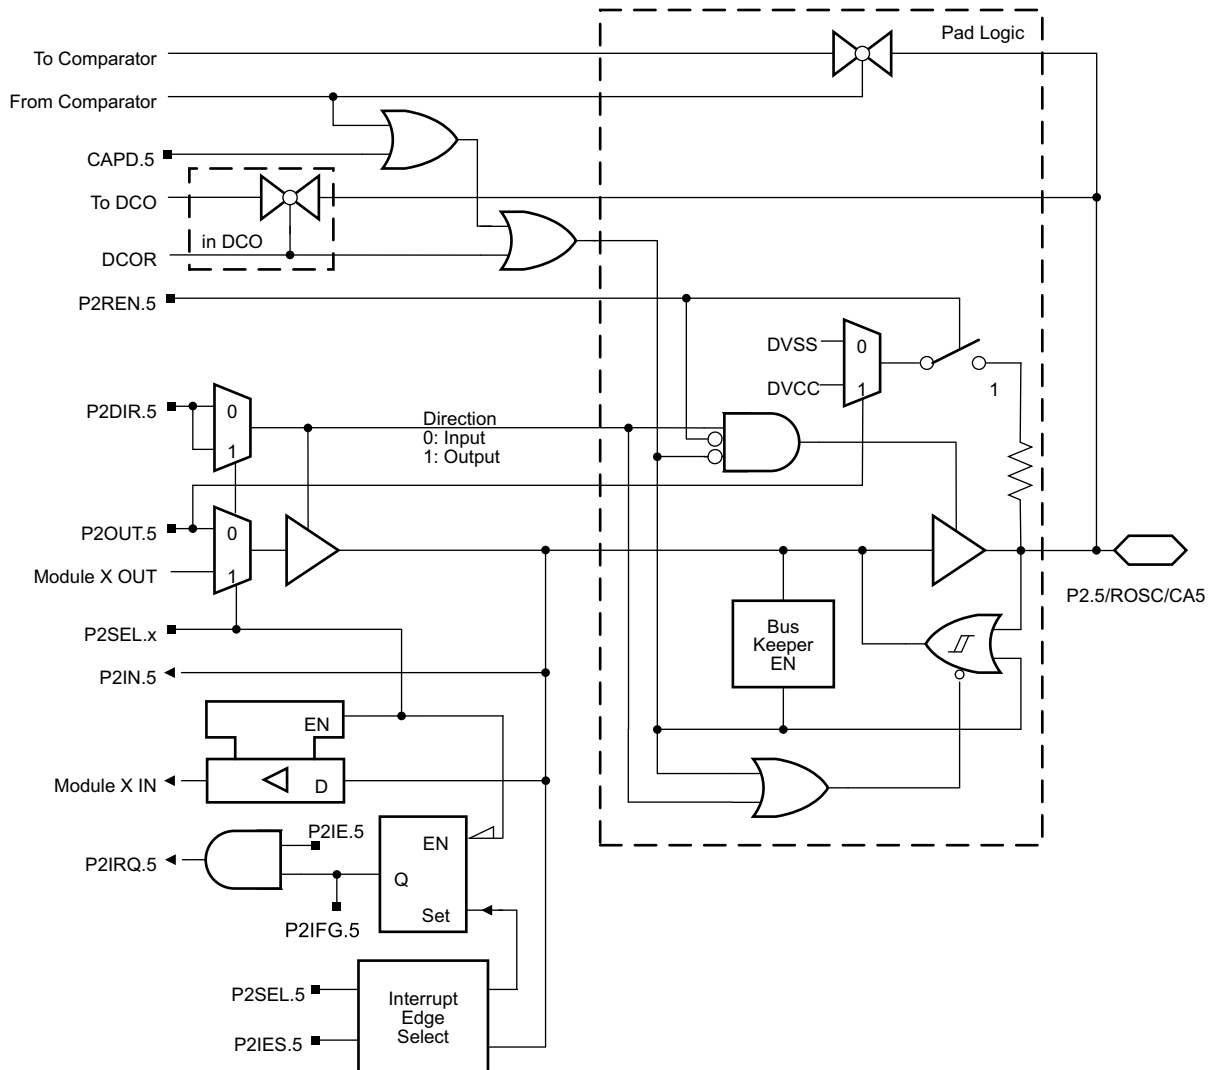 Pad Logic
To Comparator
From Comparator
CAPD.5
To DCO
in DCO
DCOR
P2REN.5
DVSS
0
DVCC
1
1
P2DIR.5
0
1
Direction
0: Input
1: Output
P2OUT.5
0
Module X OUT
1
P2.5/ROSC/CA5
Bus
Keeper
EN
P2SEL.x
P2IN.5
EN
Module X IN
D
P2IE.5
EN
P2IRQ.5
Q
Set
P2IFG.5
P2SEL.5
Interrupt
Edge
Select
P2IES.5